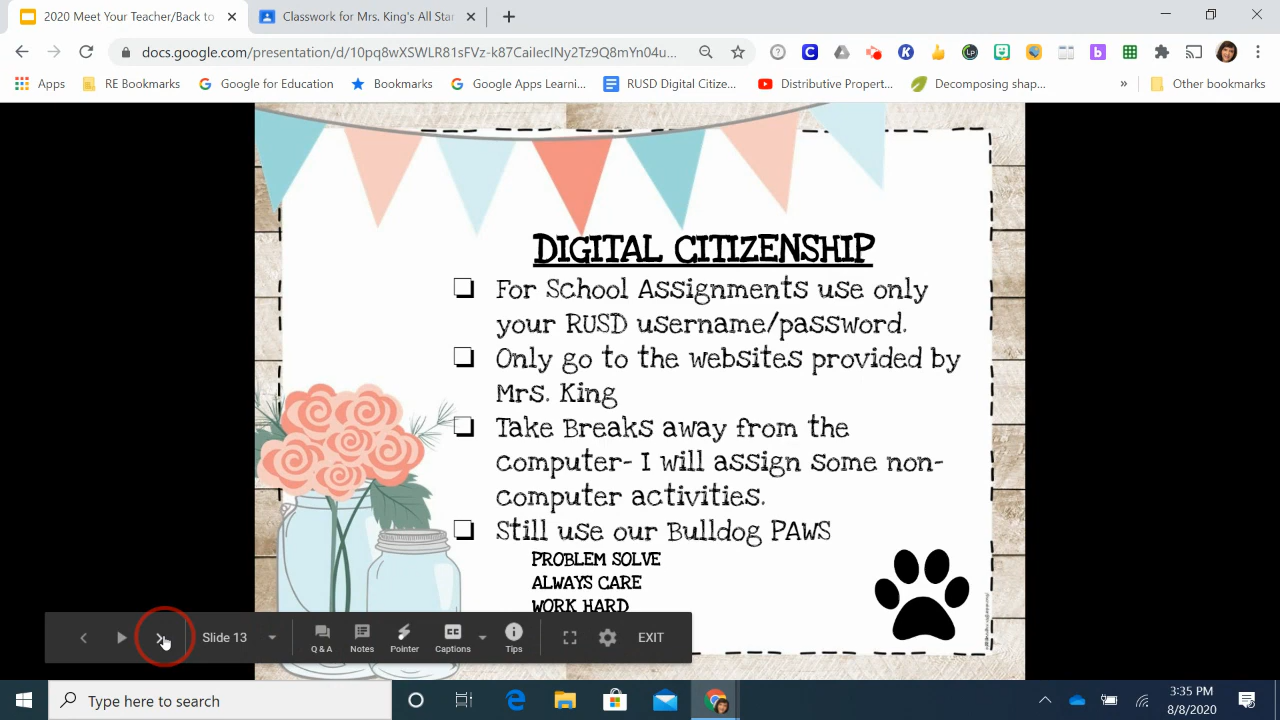 2020 Meet Your Teacher/Back to
Classwork for Mrs. King's All Star
docs.google.com/presentation/d/
Apps
RE Bookmarks
Google for Education
Bookmarks
Google Apps Learni...
RUSD Digital Citize...
Distributive Propert...
Decomposing shap...
»
Other bookmarks
DIGITAL CITIZENSHIP
For School Assignments use only
your RUSD username/password.
Only go to the websites provided by
Mrs. King
Take Breaks away from the
computer- I will assign some non-
computer activities.
Still use our Bulldog PAWS
PROBLEM SOLVE
ALWAYS CARE
WORK HARD
Slide 13
Q & A
Notes
Pointer
CC
Captions
Tips
EXIT
Type here to search
3:35 PM
8/8/2020